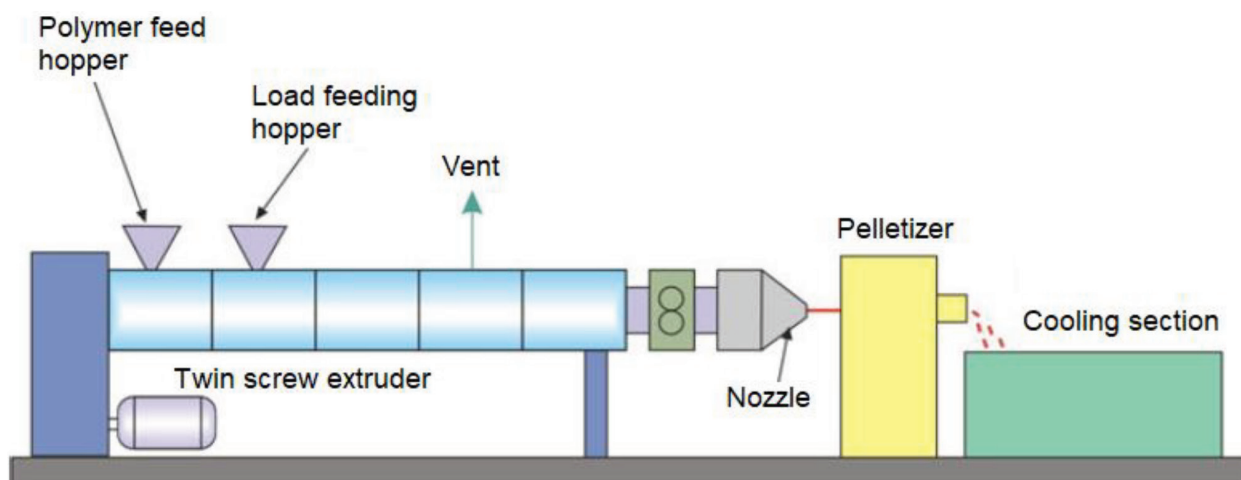 Polymer feed
hopper
Load feeding
hopper
Vent
Pelletizer
Cooling section
Twin screw extruder
Nozzle